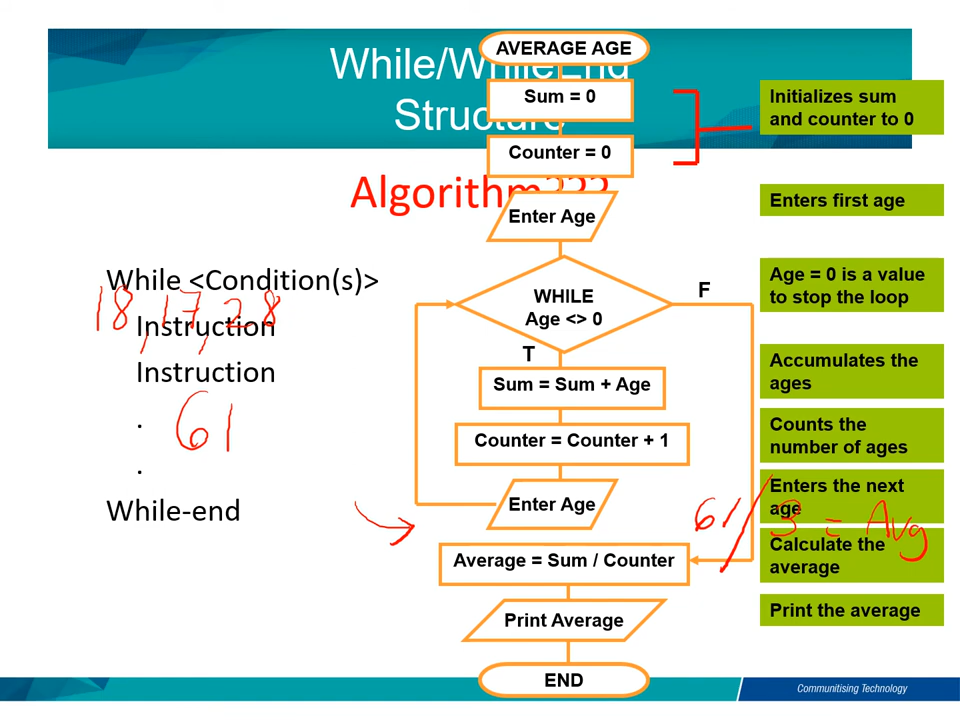 While/WhileEnd
Structure
Algorithm???
While <Condition(s)>
18, 17, 28
Instruction
Instruction
.
61
.
While-end
AVERAGE AGE
Sum = 0
Counter = 0
Enter Age
WHILE
Age <> 0
F
T
Sum = Sum + Age
Counter = Counter + 1
Enter Age
Average = Sum / Counter
Print Average
END
Initializes sum
and counter to 0
Enters first age
Age = 0 is a value
to stop the loop
Accumulates the
ages
Counts the
number of ages
Enters the next
age
61/3 = Avg
Calculate the
average
Print the average
Communitising Technology